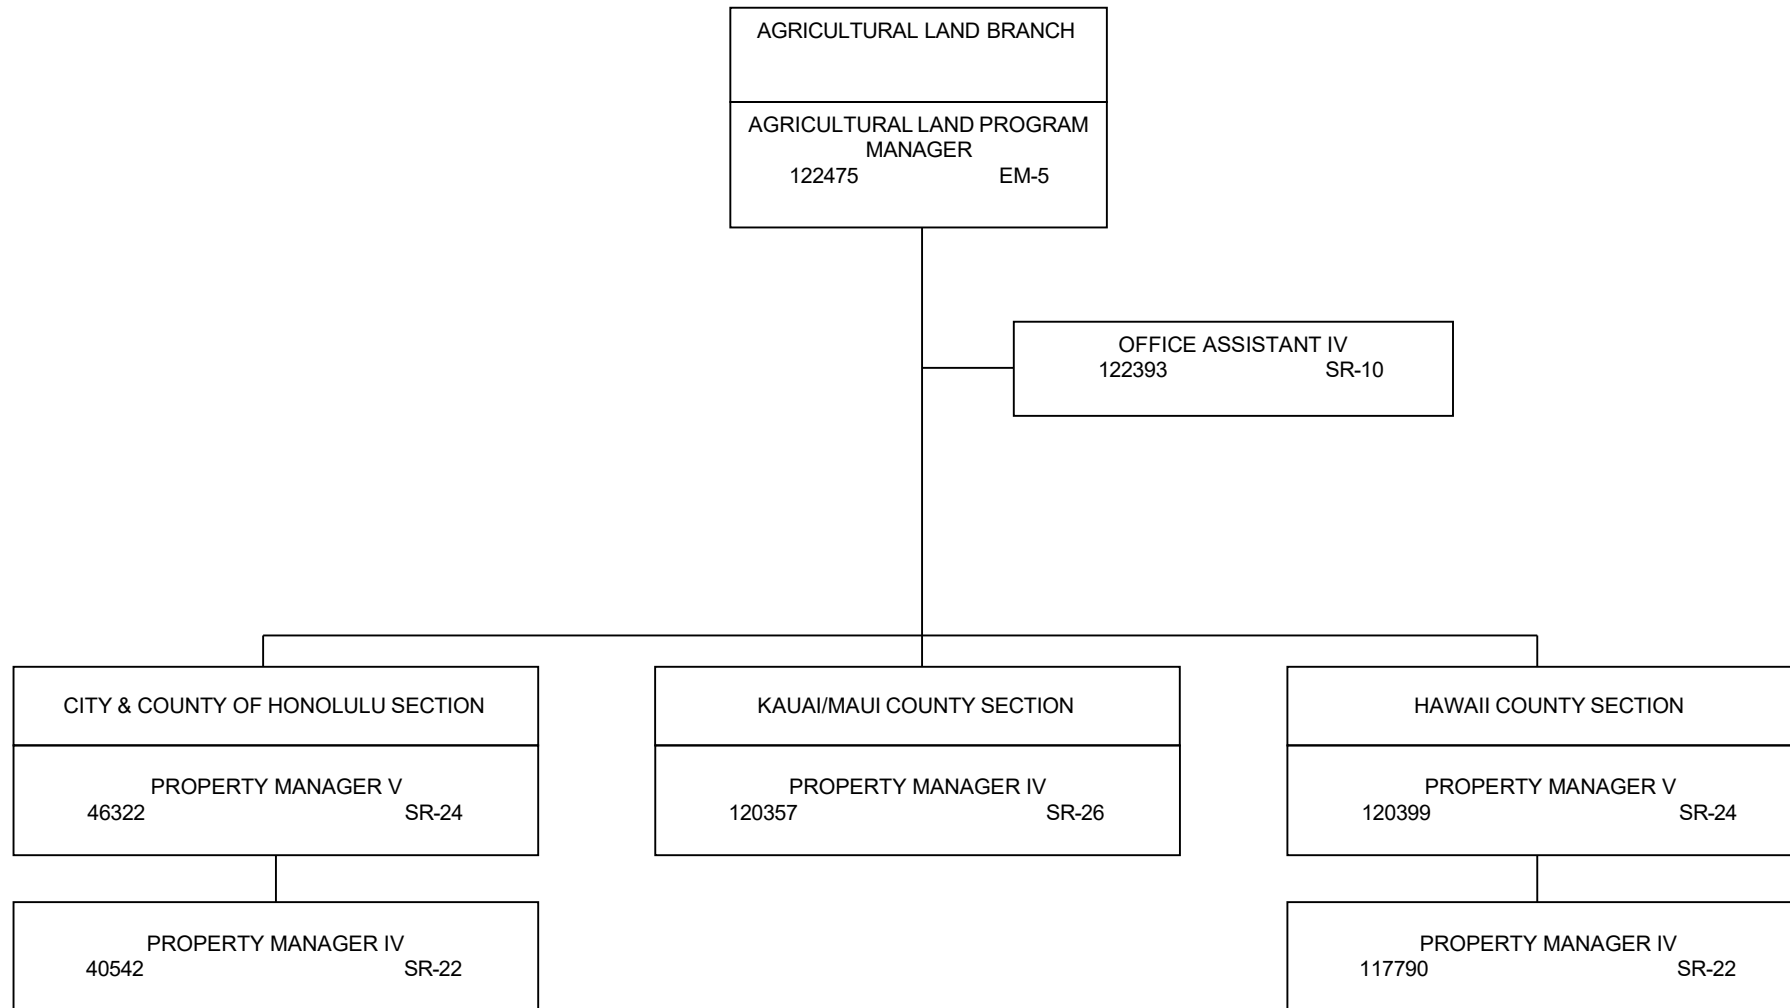 AGRICULTURAL LAND BRANCH
AGRICULTURAL LAND PROGRAM
MANAGER
122475 EM-5
OFFICE ASSISTANT IV
122393 SR-10
CITY & COUNTY OF HONOLULU SECTION
PROPERTY MANAGER V
46322 SR-24
PROPERTY MANAGER IV
40542 SR-22
KAUAI/MAUI COUNTY SECTION
PROPERTY MANAGER IV
120357 SR-26
HAWAII COUNTY SECTION
PROPERTY MANAGER V
120399 SR-24
PROPERTY MANAGER IV
117790 SR-22